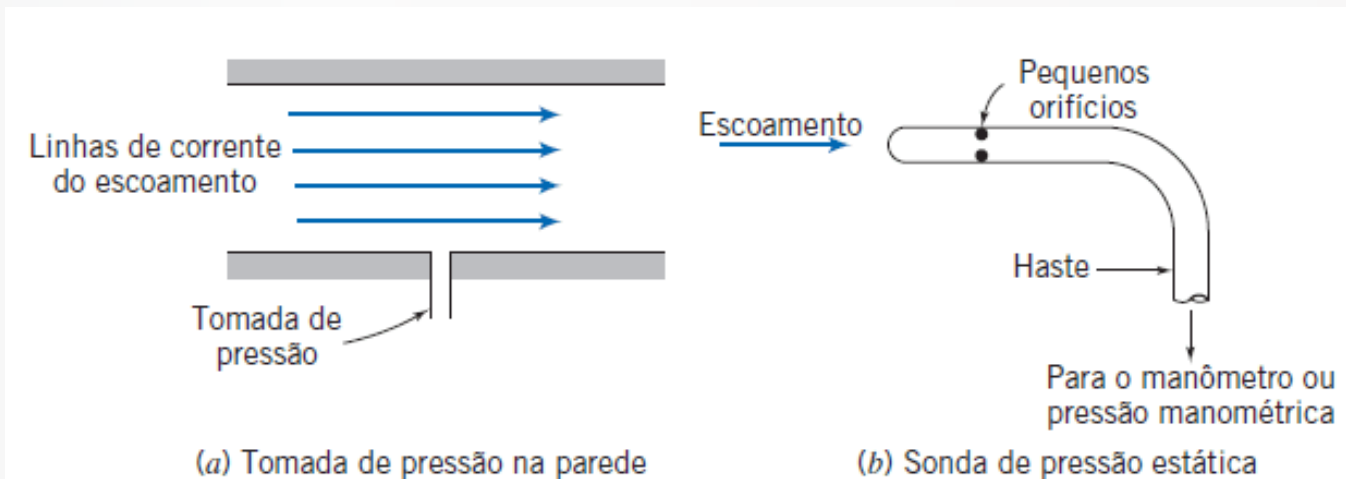 Linhas de corrente
do escoamento
Tomada de
pressão
(a) Tomada de pressão na parede
Escoamento
Pequenos
orifícios
Haste
Para o manômetro ou
pressão manométrica
(b) Sonda de pressão estática